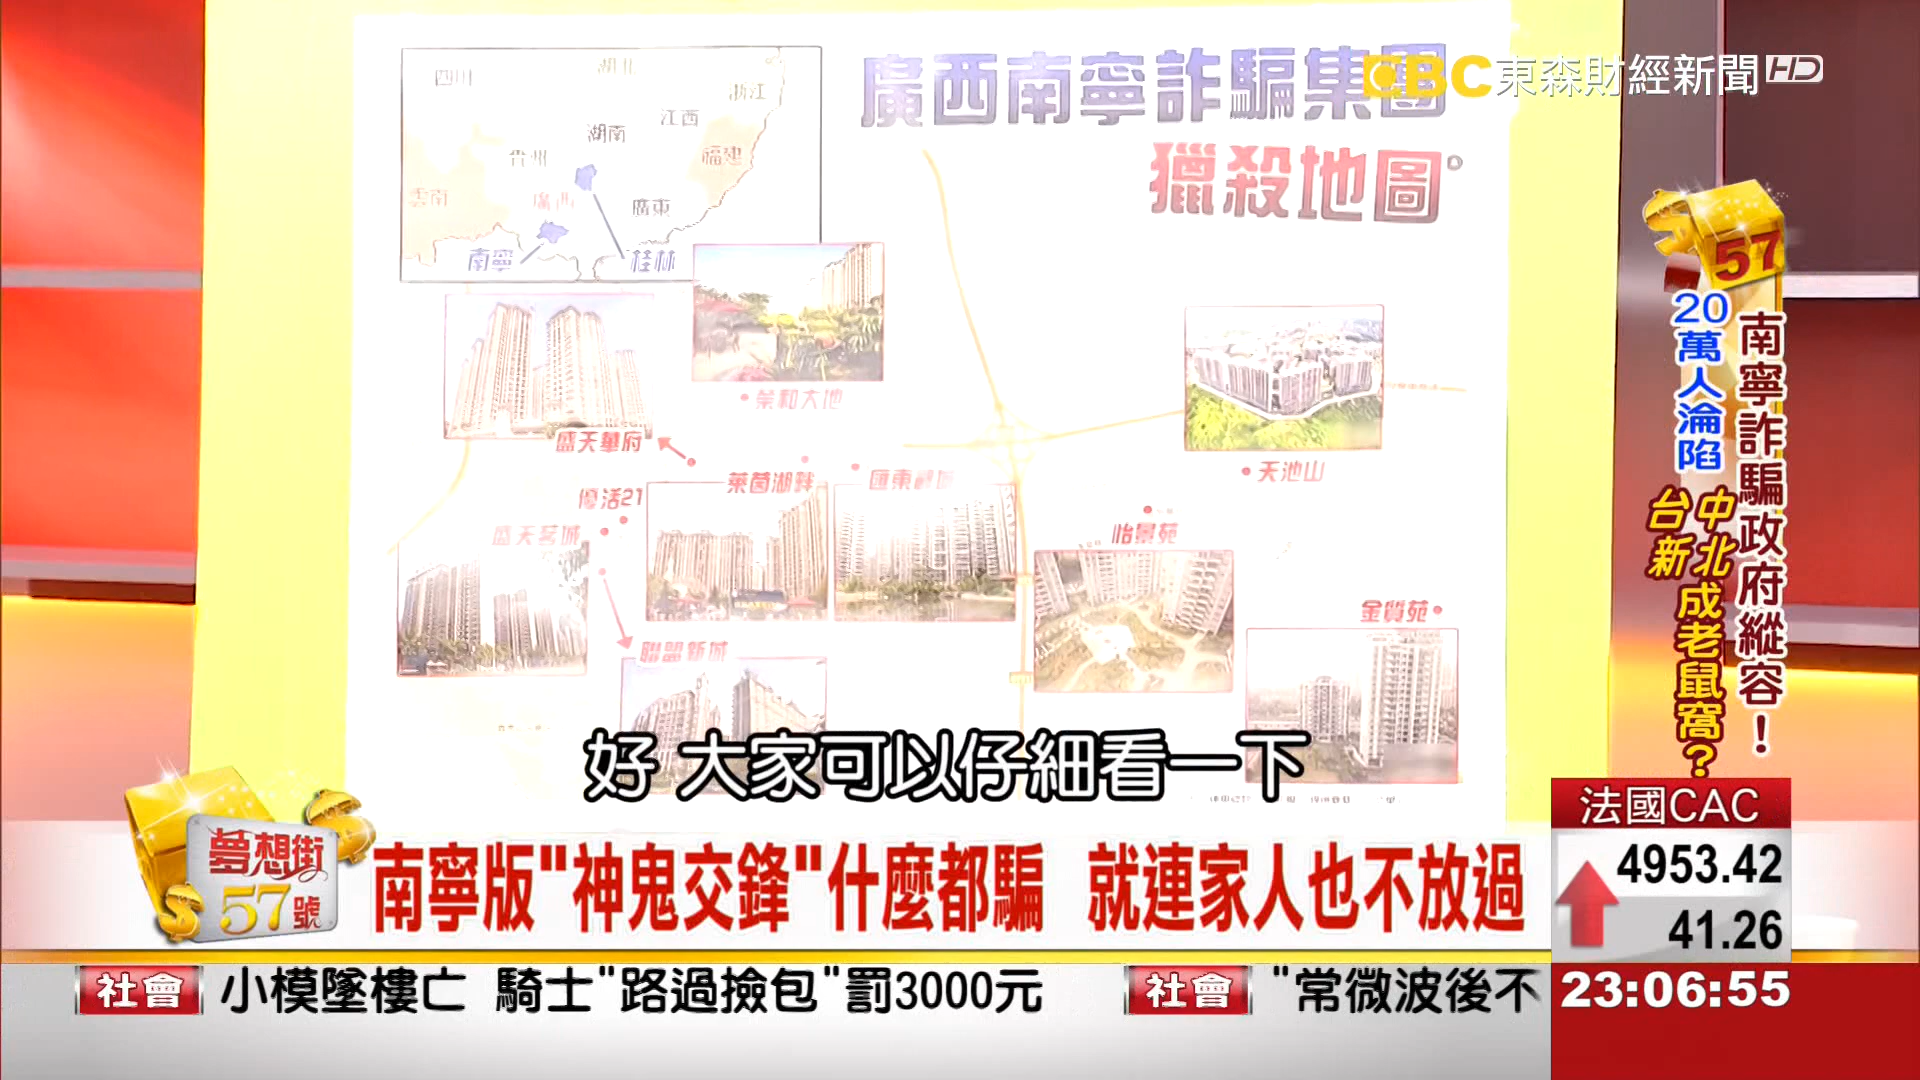 廣西南寧詐騙集團
獵殺地圖
EBC東森財經新聞HD
四川
湖北
浙江
江西
湖南
貴州
福建
雲南
廣西
廣東
南寧
桂林
榮和大地
盛天華府
萊茵湖畔
優活21
盛天茗城
天池山
怡景苑
金質苑
聯盟新城
57
南寧詐騙政府縱容!
20萬人淪陷
中北成老鼠窩?
台新
好 大家可以仔細看一下
夢想街
57號
南寧版"神鬼交鋒"什麼都騙 就連家人也不放過
法國CAC
4953.42
41.26
社會 小模墜樓亡 騎士"路過撿包"罰3000元 社會 "常微波後不
23:06:55